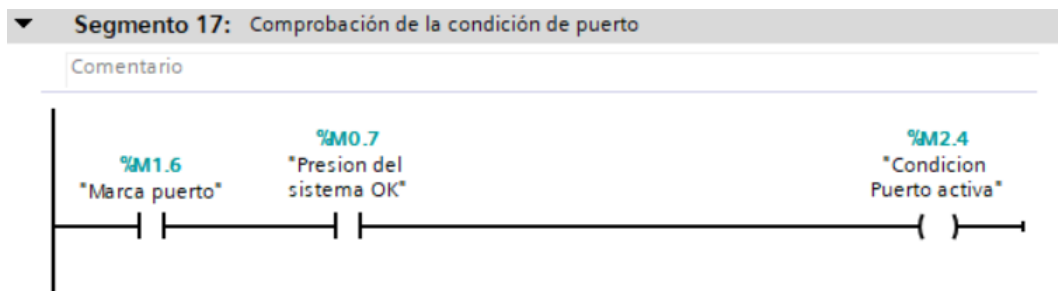 Segmento 17: Comprobación de la condición de puerto
Comentario
%M1.6
"Marca puerto"
%M0.7
"Presion del
sistema OK"
%M2.4
"Condicion
Puerto activa"